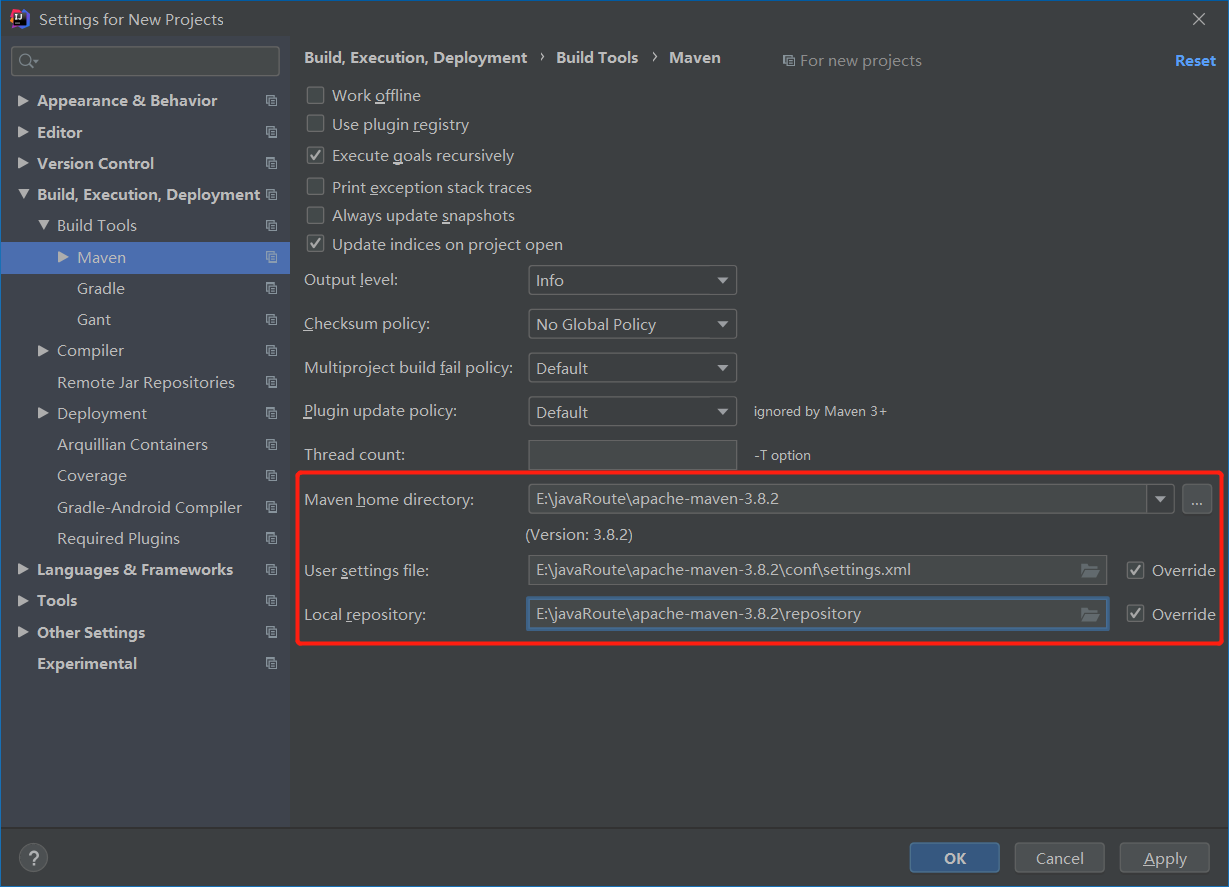 Settings for New Projects
Build, Execution, Deployment › Build Tools › Maven
For new projects
Reset
Appearance & Behavior
Editor
Version Control
Build, Execution, Deployment
Build Tools
Maven
Gradle
Gant
Compiler
Remote Jar Repositories
Deployment
Arquillian Containers
Coverage
Gradle-Android Compiler
Required Plugins
Languages & Frameworks
Tools
Other Settings
Experimental
Work offline
Use plugin registry
Execute goals recursively
Print exception stack traces
Always update snapshots
Update indices on project open
Output level: Info
Checksum policy: No Global Policy
Multiproject build fail policy: Default
Plugin update policy: Default ignored by Maven 3+
Thread count: -T option
Maven home directory: E:\javaRoute\apache-maven-3.8.2 ...
(Version: 3.8.2)
User settings file: E:\javaRoute\apache-maven-3.8.2\conf\settings.xml Override
Local repository: E:\javaRoute\apache-maven-3.8.2\repository Override
? OK Cancel Apply